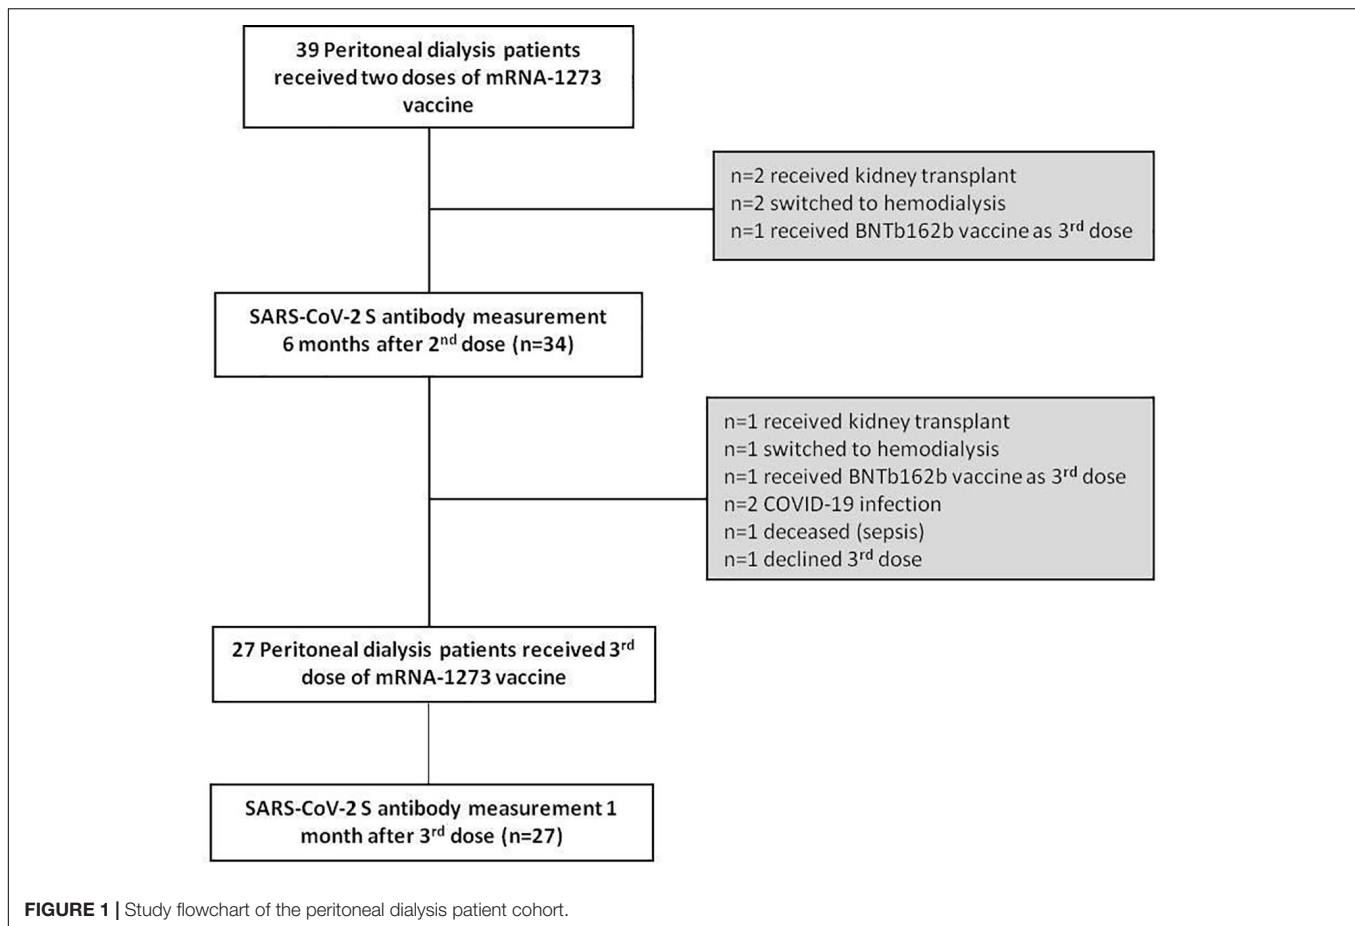 39 Peritoneal dialysis patients
received two doses of mRNA-1273
vaccine
n=2 received kidney transplant
n=2 switched to hemodialysis
n=1 received BNTb162b vaccine as 3rd dose
SARS-CoV-2 S antibody measurement
6 months after 2nd dose (n=34)
n=1 received kidney transplant
n=1 switched to hemodialysis
n=1 received BNTb162b vaccine as 3rd dose
n=2 COVID-19 infection
n=1 deceased (sepsis)
n=1 declined 3rd dose
27 Peritoneal dialysis patients received 3rd
dose of mRNA-1273 vaccine
SARS-CoV-2 S antibody measurement 1
month after 3rd dose (n=27)
FIGURE 1 | Study flowchart of the peritoneal dialysis patient cohort.